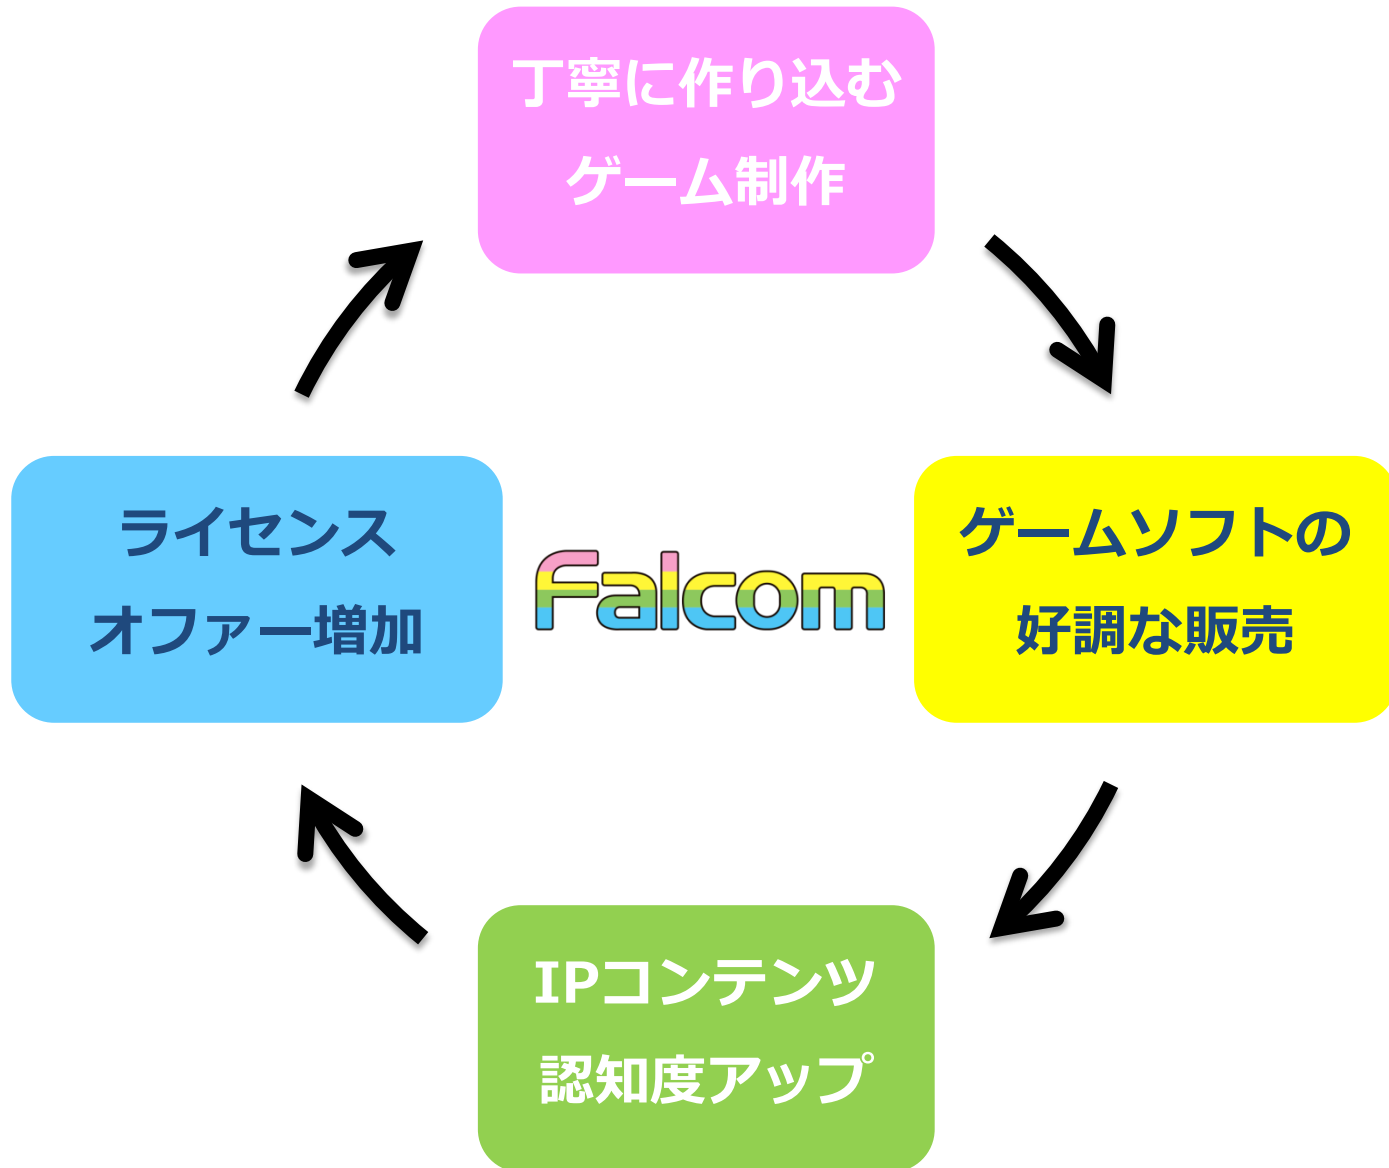 丁寧に作り込む
ゲーム制作
ライセンス
オファー増加
Falcom
ゲームソフトの
好調な販売
IPコンテンツ
認知度アップ